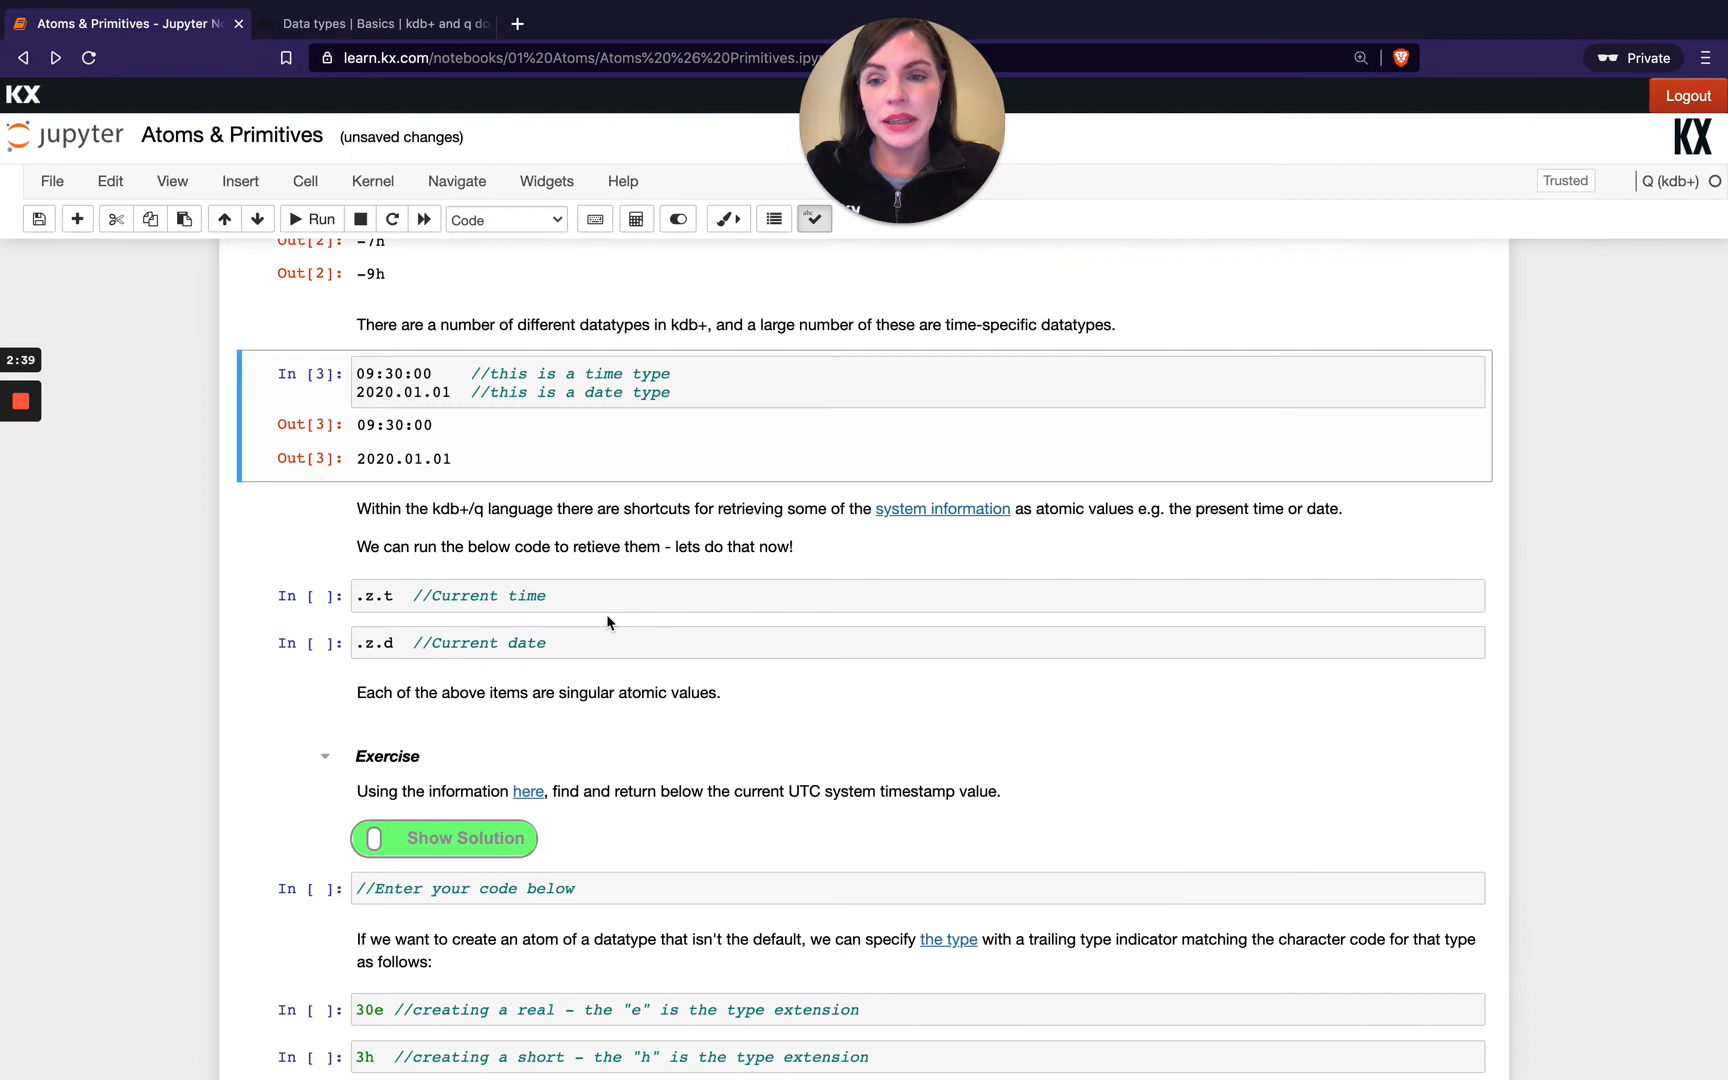 Atoms & Primitives - Jupyter N
Data types | Basics | kdb+ and q do
learn.kx.com/notebooks/01%20Atoms/Atoms%20%26%20Primitives.ipy
Private
KX
Logout
jupyter Atoms & Primitives (unsaved changes)
KX
File Edit View Insert Cell Kernel Navigate Widgets Help
Trusted
Q (kdb+)
Run
Code
abc
Out[2]: -7h
Out[2]: -9h
There are a number of different datatypes in kdb+, and a large number of these are time-specific datatypes.
2:39
In [3]: 09:30:00 //this is a time type
2020.01.01 //this is a date type
Out[3]: 09:30:00
Out[3]: 2020.01.01
Within the kdb+/q language there are shortcuts for retrieving some of the system information as atomic values e.g. the present time or date.
We can run the below code to retieve them - lets do that now!
In [ ]: .z.t //Current time
In [ ]: .z.d //Current date
Each of the above items are singular atomic values.
Exercise
Using the information here, find and return below the current UTC system timestamp value.
Show Solution
In [ ]: //Enter your code below
If we want to create an atom of a datatype that isn't the default, we can specify the type with a trailing type indicator matching the character code for that type
as follows:
In [ ]: 30e //creating a real - the "e" is the type extension
In [ ]: 3h //creating a short - the "h" is the type extension